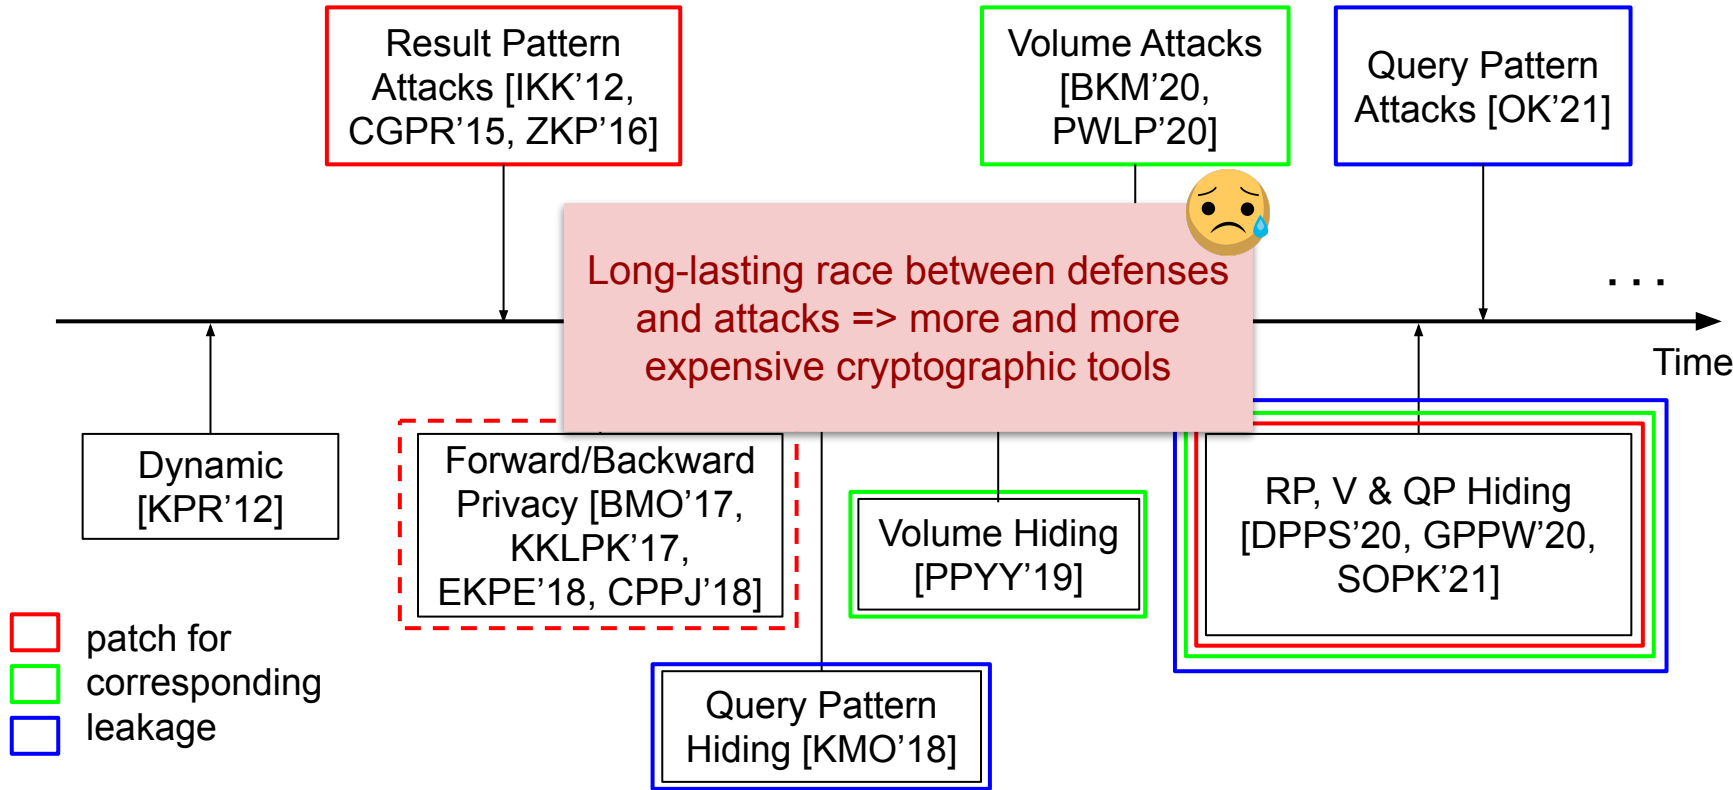 Result Pattern
Attacks [IKK’12,
CGPR’15, ZKP’16]
Volume Attacks
[BKM’20,
PWLP’20]
Query Pattern
Attacks [OK’21]
Long-lasting race between defenses
and attacks => more and more
expensive cryptographic tools
. . .
Time
Dynamic
[KPR’12]
Forward/Backward
Privacy [BMO’17,
KKLPK’17,
EKPE’18, CPPJ’18]
Volume Hiding
[PPYY’19]
RP, V & QP Hiding
[DPPS’20, GPPW’20,
SOPK’21]
Query Pattern
Hiding [KMO’18]
patch for
corresponding
leakage